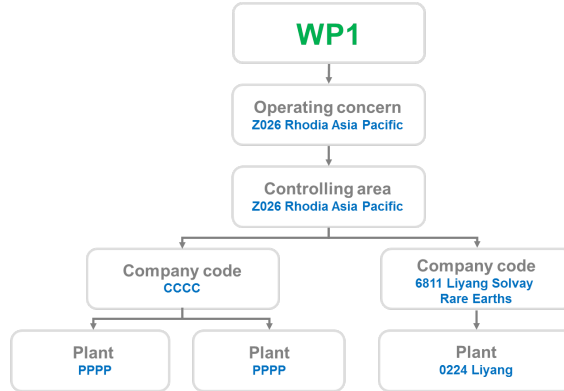 WP1
Operating concern
Z026 Rhodia Asia Pacific
Controlling area
Z026 Rhodia Asia Pacific
Company code
CCCC
Company code
6811 Liyang Solvay
Rare Earths
Plant
PPPP
Plant
PPPP
Plant
0224 Liyang